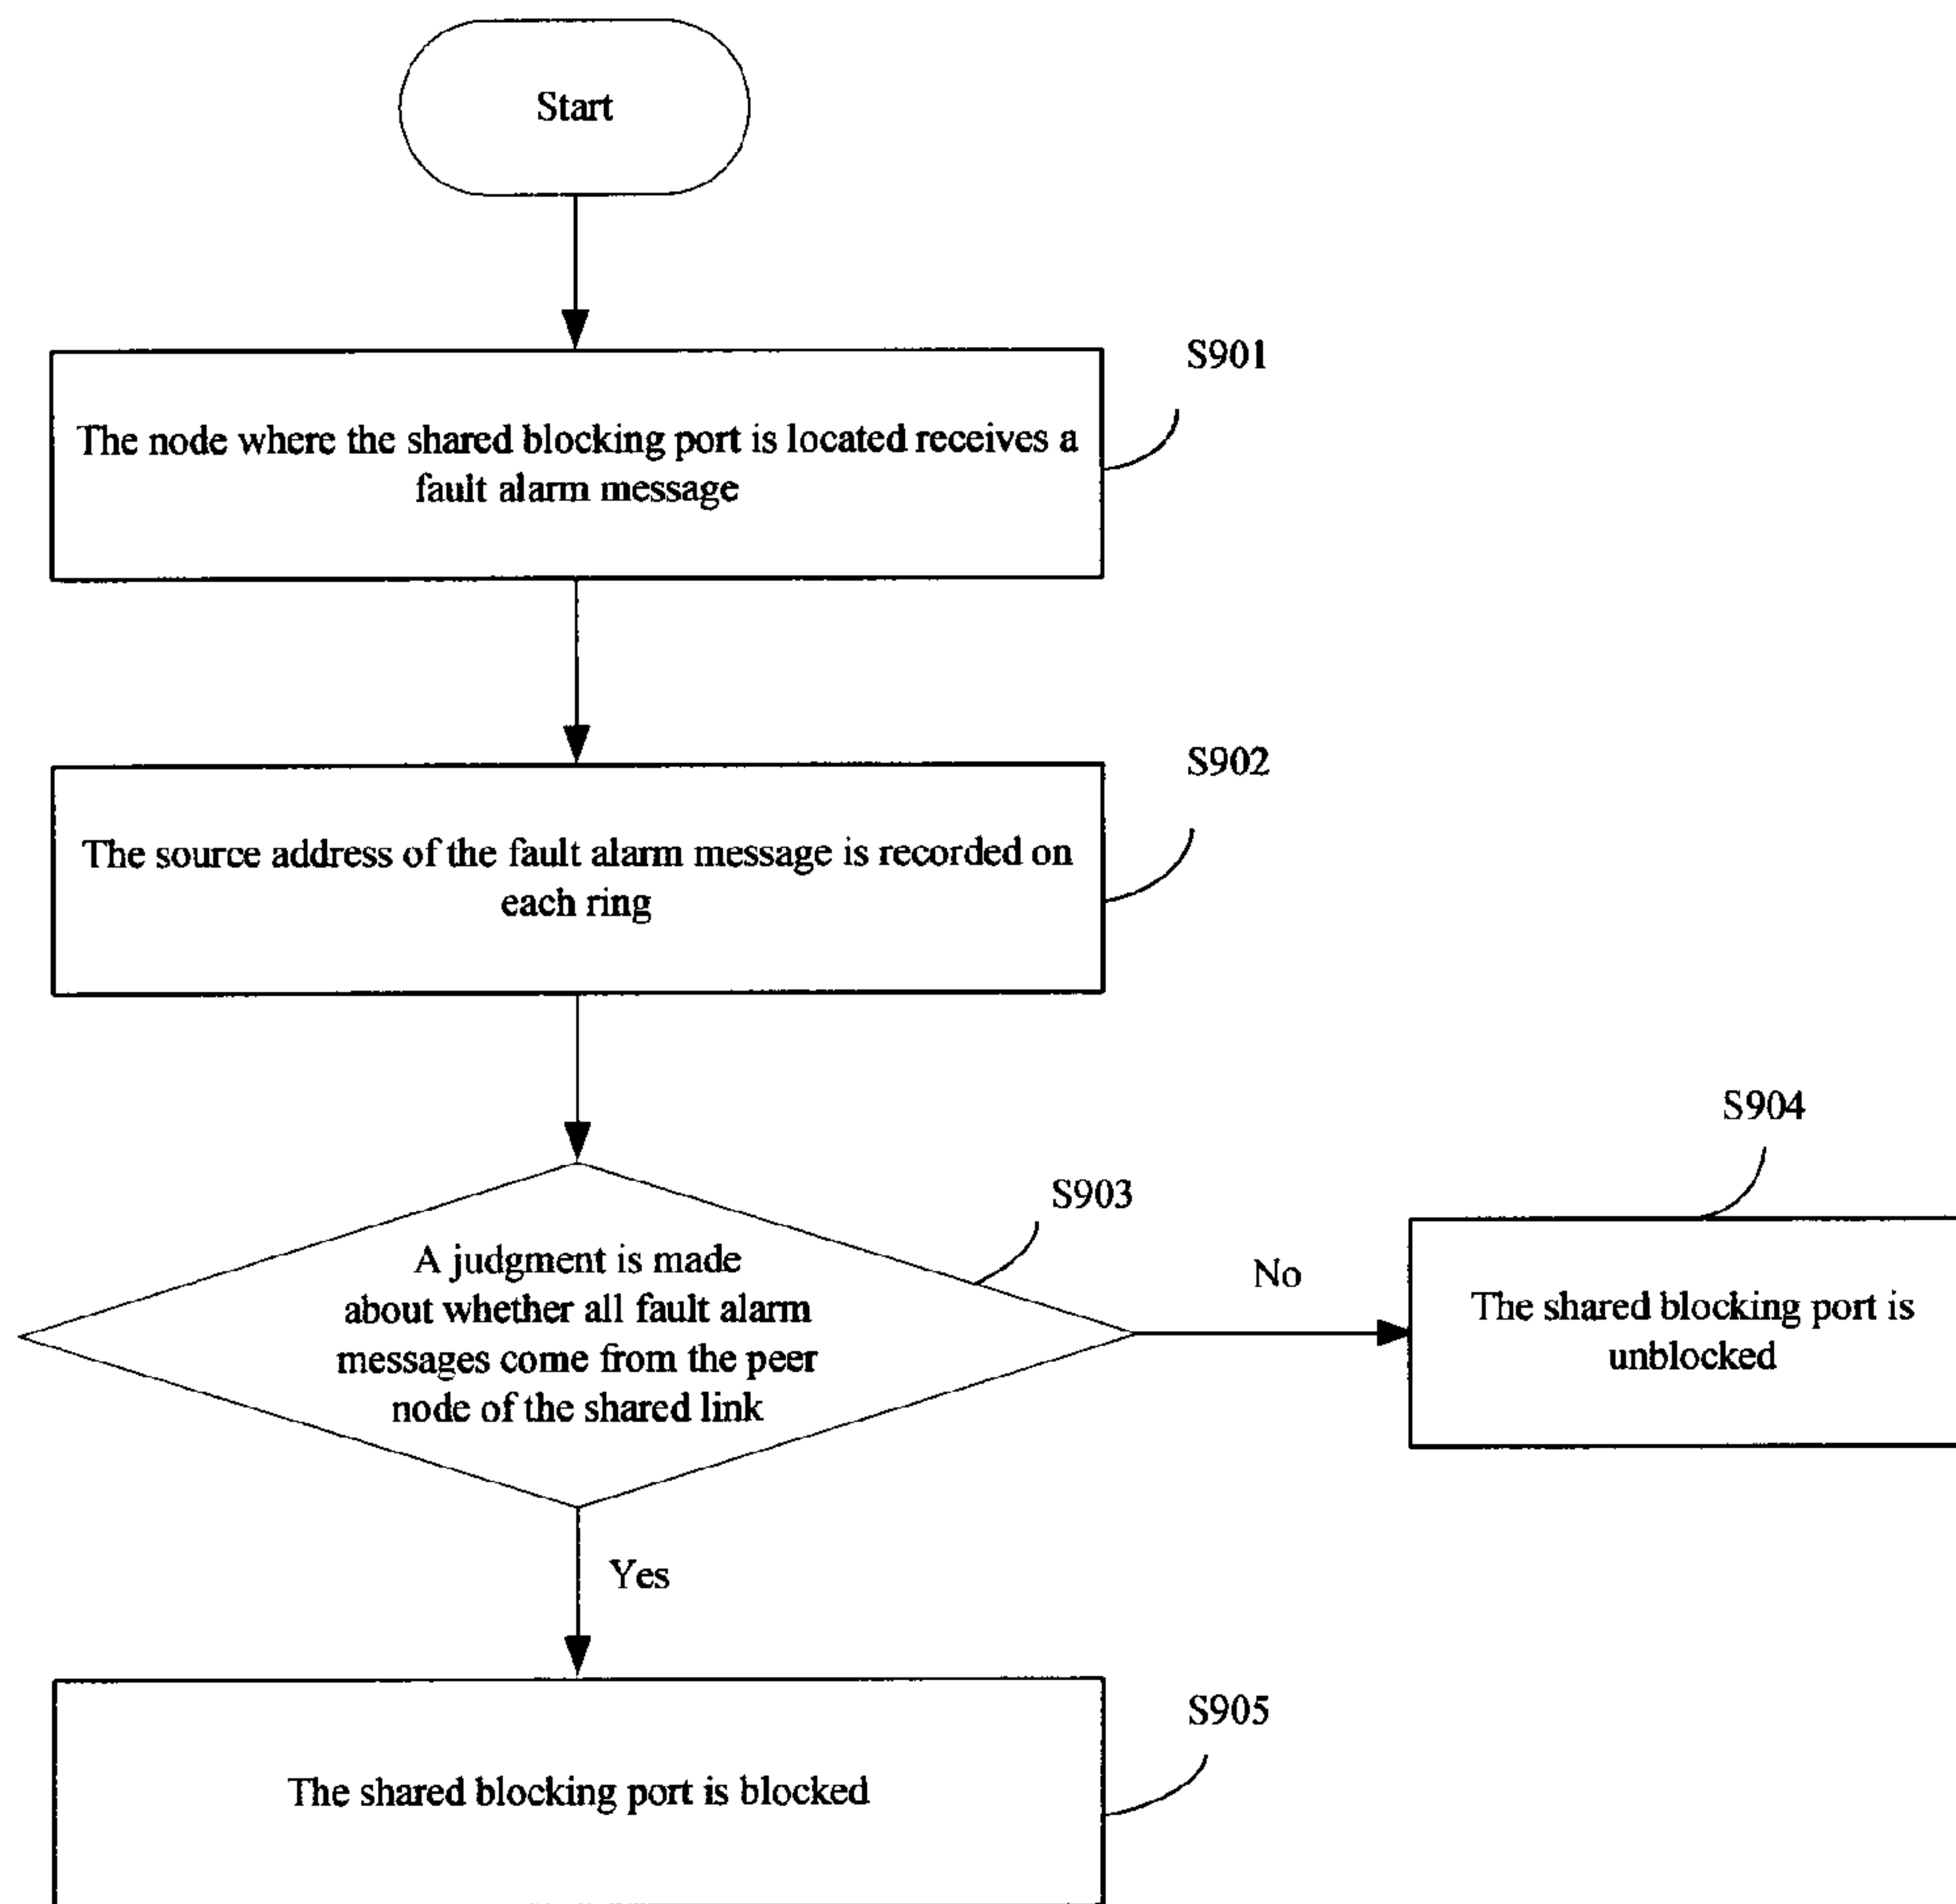 Start
S901
The node where the shared blocking port is located receives a
fault alarm message
S902
The source address of the fault alarm message is recorded on
each ring
S903
A judgment is made
about whether all fault alarm
messages come from the peer
node of the shared link
No
S904
The shared blocking port is
unblocked
Yes
S905
The shared blocking port is blocked